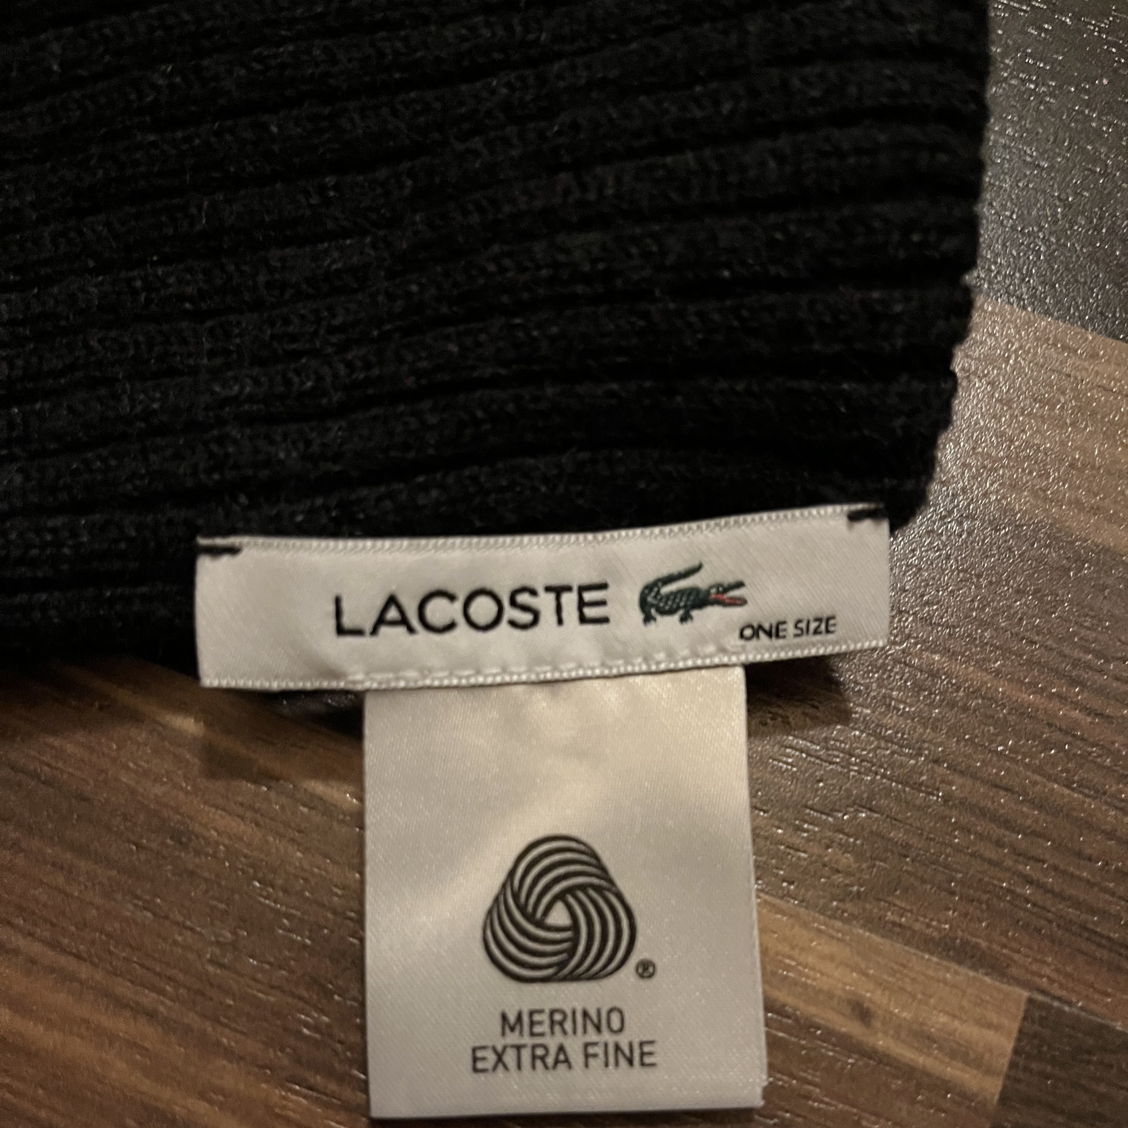 LACOSTE
ONE SIZE
®
MERINO
EXTRA FINE